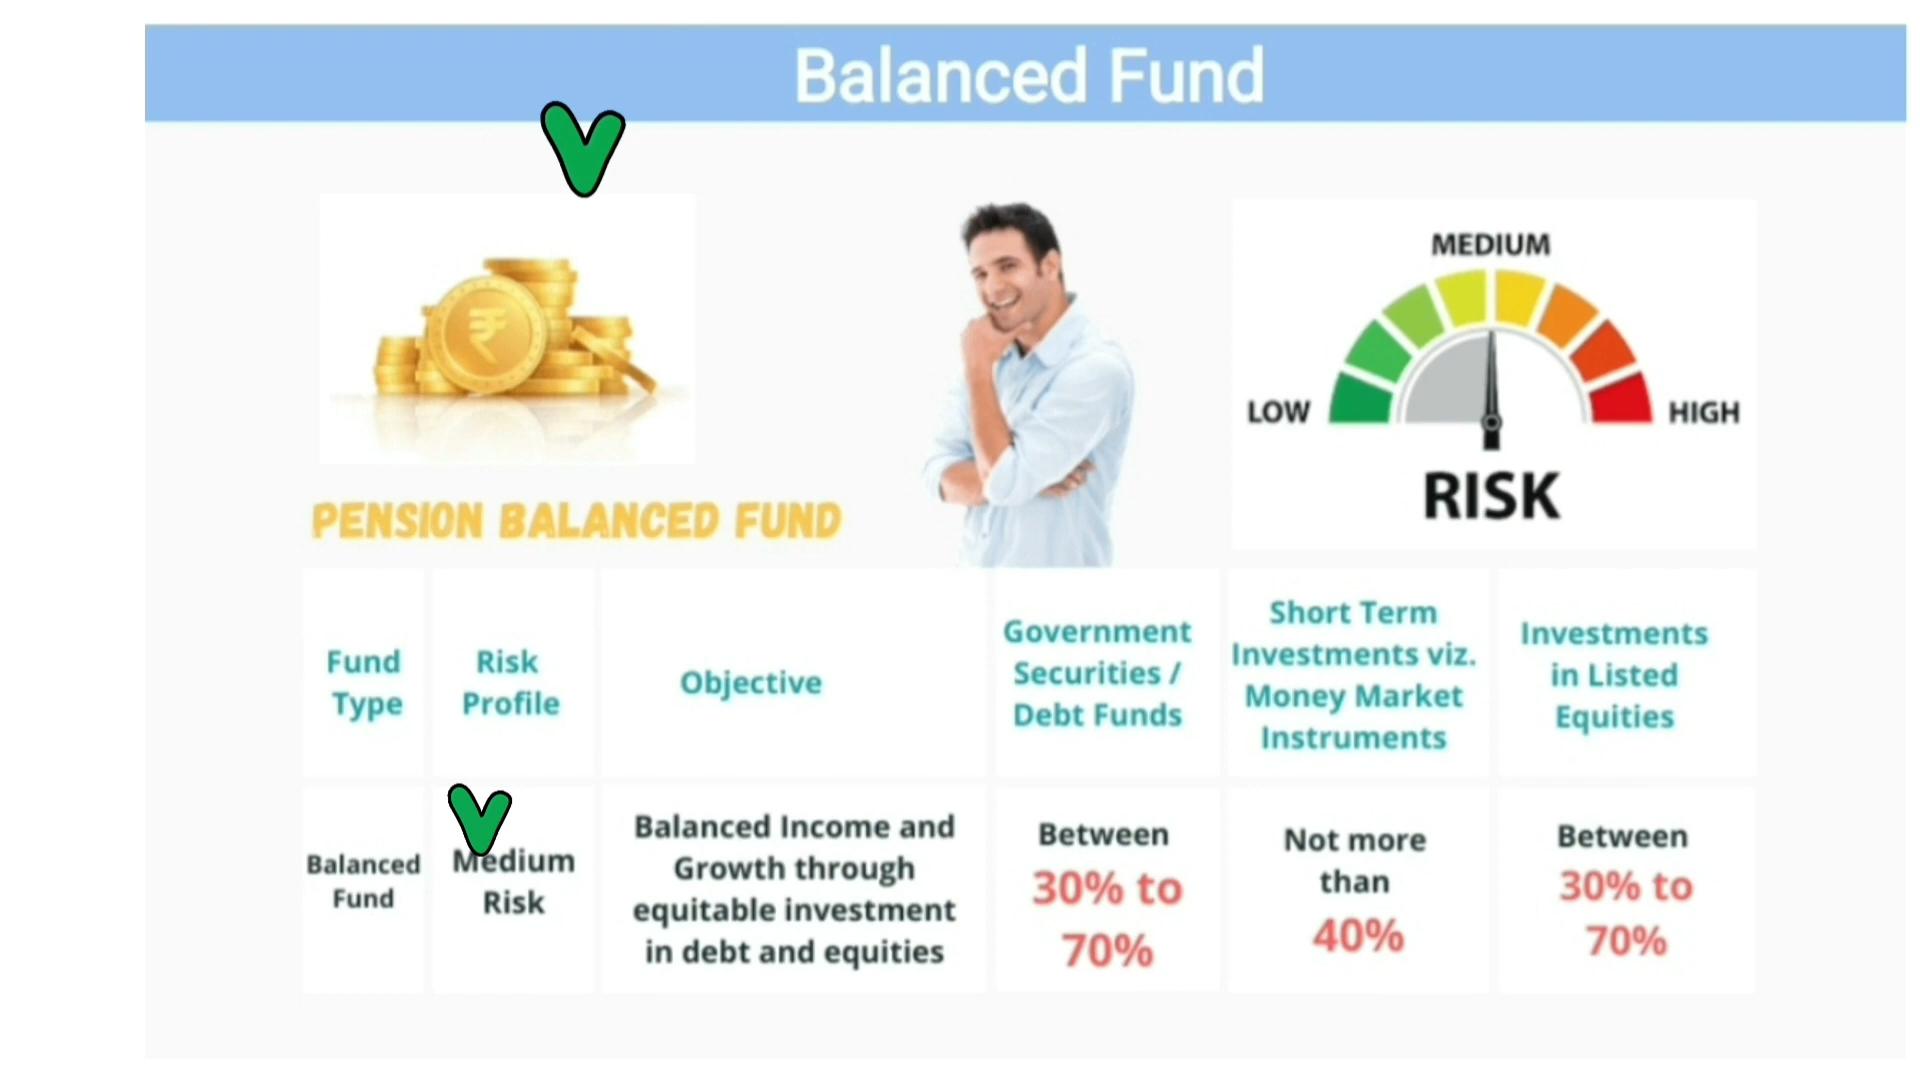 Balanced Fund
₹
MEDIUM
LOW
HIGH
RISK
PENSION BALANCED FUND
Fund
Type
Risk
Profile
Objective
Government
Securities /
Debt Funds
Short Term
Investments viz.
Money Market
Instruments
Investments
in Listed
Equities
Balanced
Fund
Medium
Risk
Balanced Income and
Growth through
equitable investment
in debt and equities
Between
30% to
70%
Not more
than
40%
Between
30% to
70%